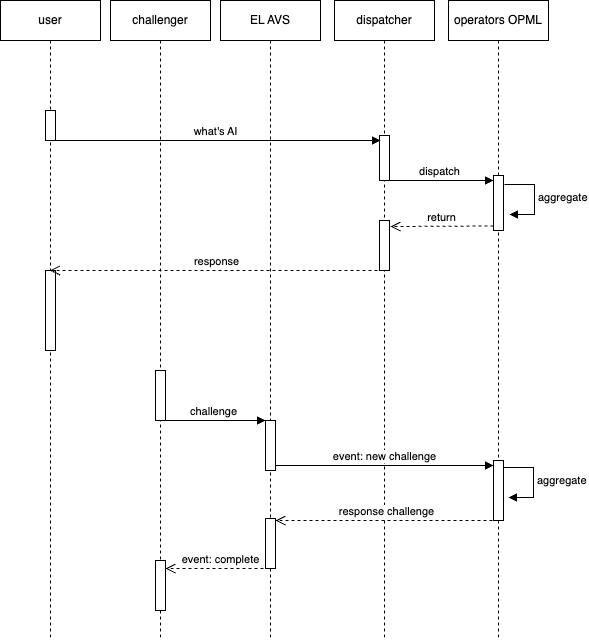 user
challenger
EL AVS
dispatcher
operators OPML
what's AI
dispatch
aggregate
return
response
challenge
event: new challenge
aggregate
response challenge
event: complete